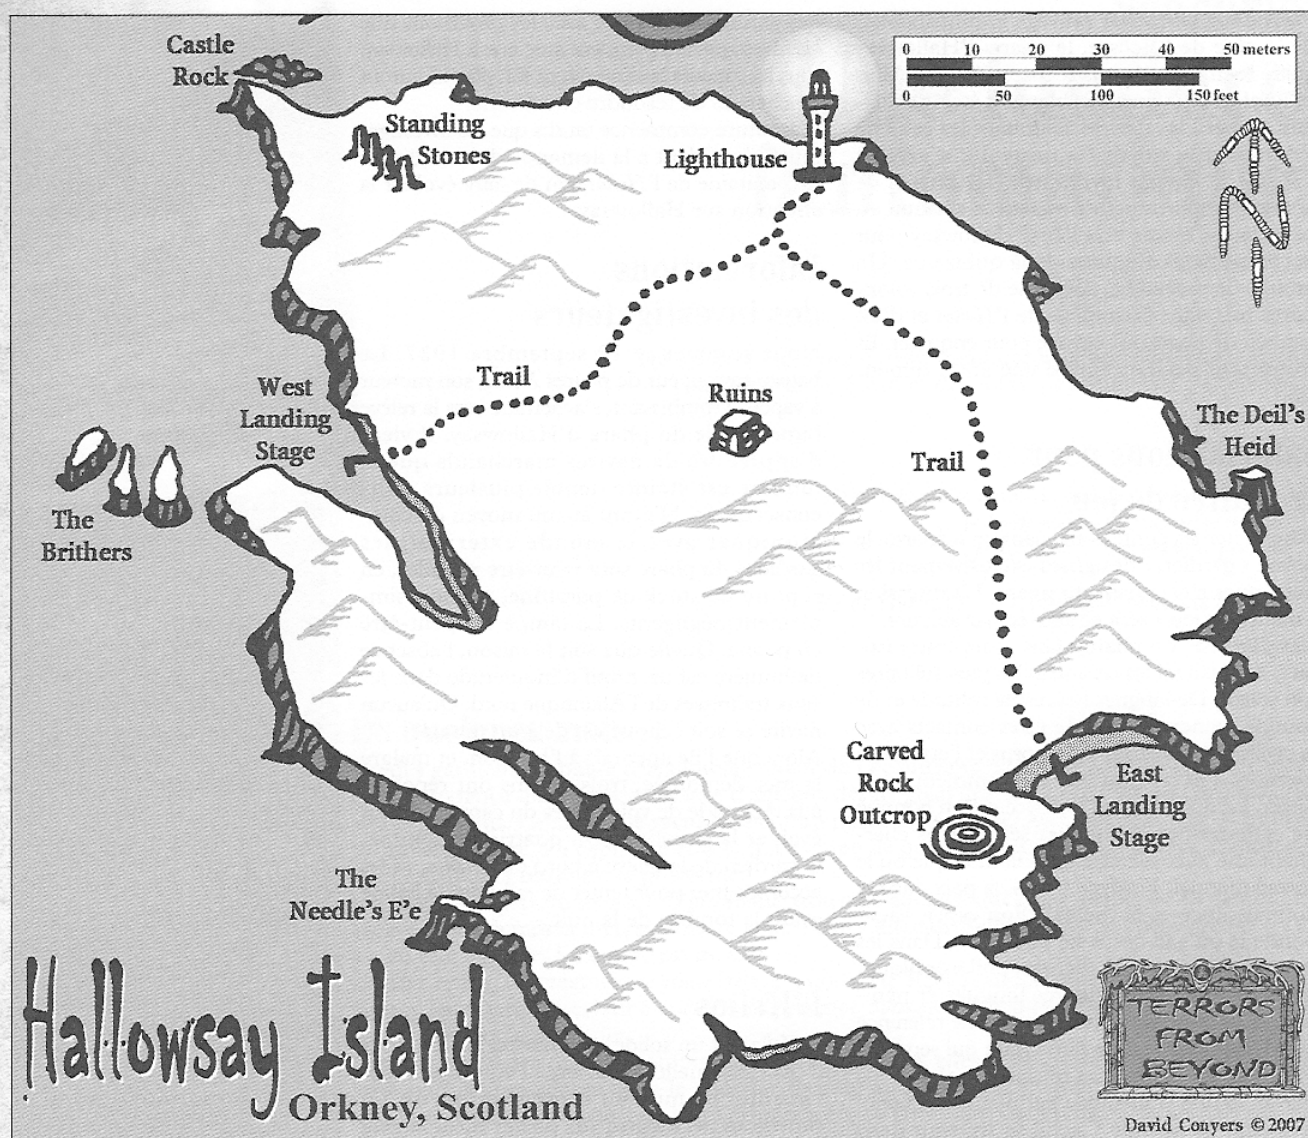 Castle
Rock
0 10 20 30 40 50 meters
0 50 100 150 feet
Standing
Stones
Lighthouse
N
West
Landing
Stage
Trail
Ruins
The Deil's
Heid
Trail
The
Brithers
Carved
Rock
Outcrop
East
Landing
Stage
The
Needle's E'e
Hallowsay Island
Orkney, Scotland
TERRORS
FROM
BEYOND
David Conyers © 2007